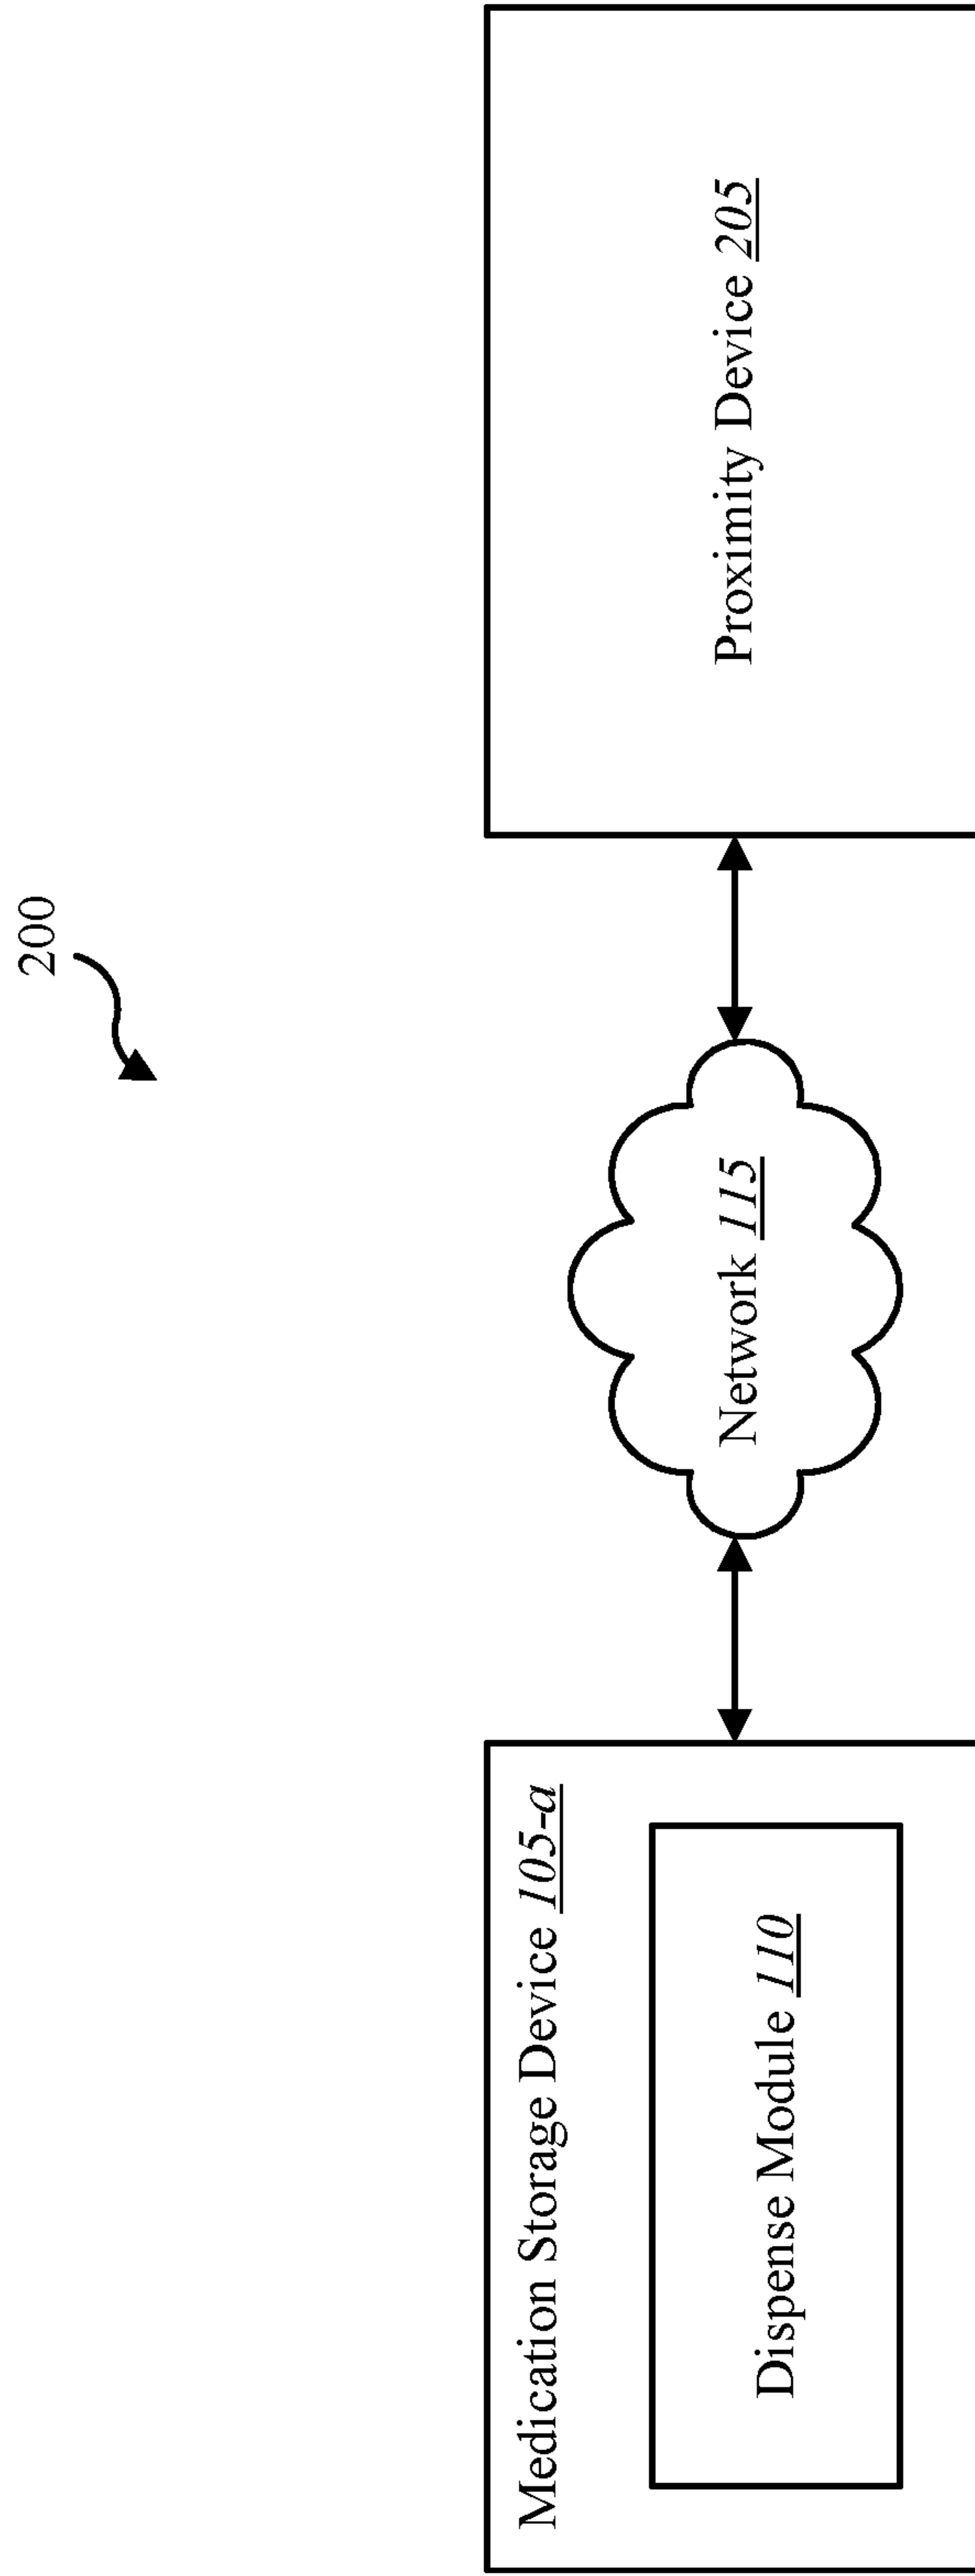 200
Medication Storage Device 105-a
Dispense Module 110
Network 115
Proximity Device 205